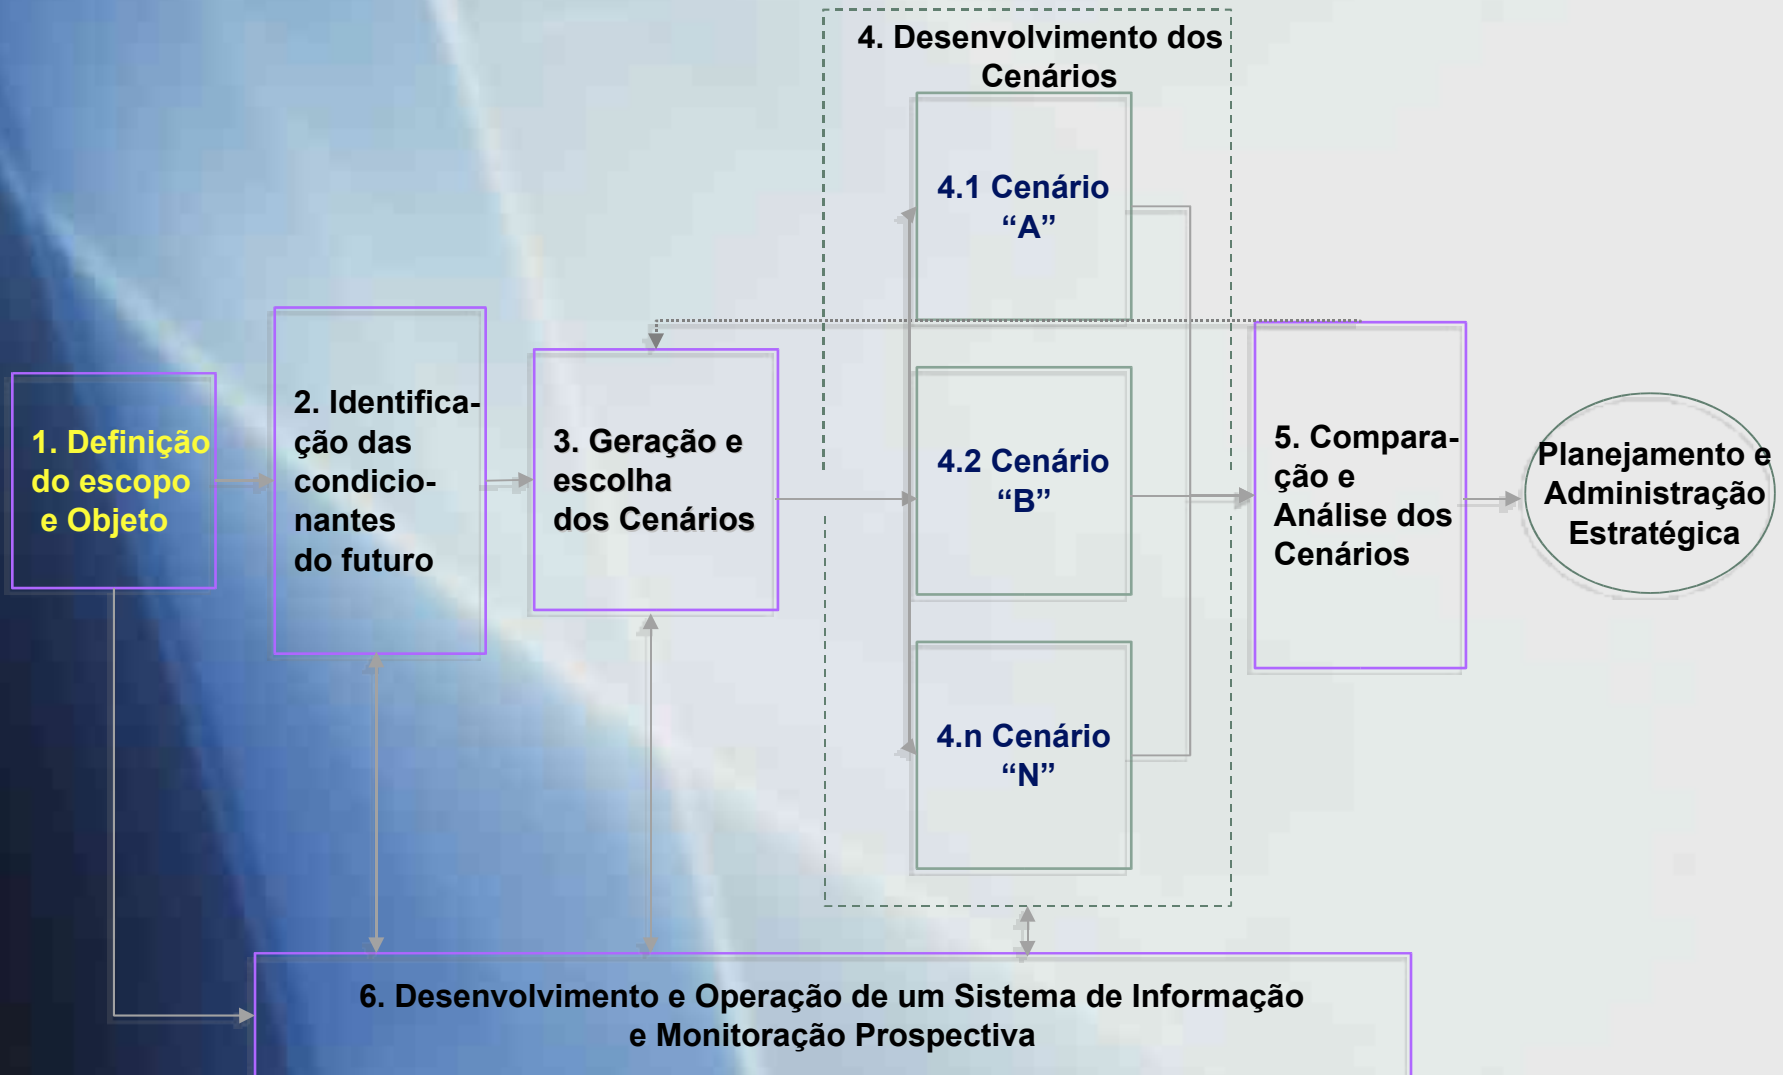 4. Desenvolvimento dos
Cenários
4.1 Cenário
“A”
1. Definição
do escopo
e Objeto
2. Identifica-
ção das
condicio-
nantes
do futuro
3. Geração e
escolha
dos Cenários
4.2 Cenário
“B”
5. Compara-
ção e
Análise dos
Cenários
Planejamento e
Administração
Estratégica
4.n Cenário
“N”
6. Desenvolvimento e Operação de um Sistema de Informação
e Monitoração Prospectiva